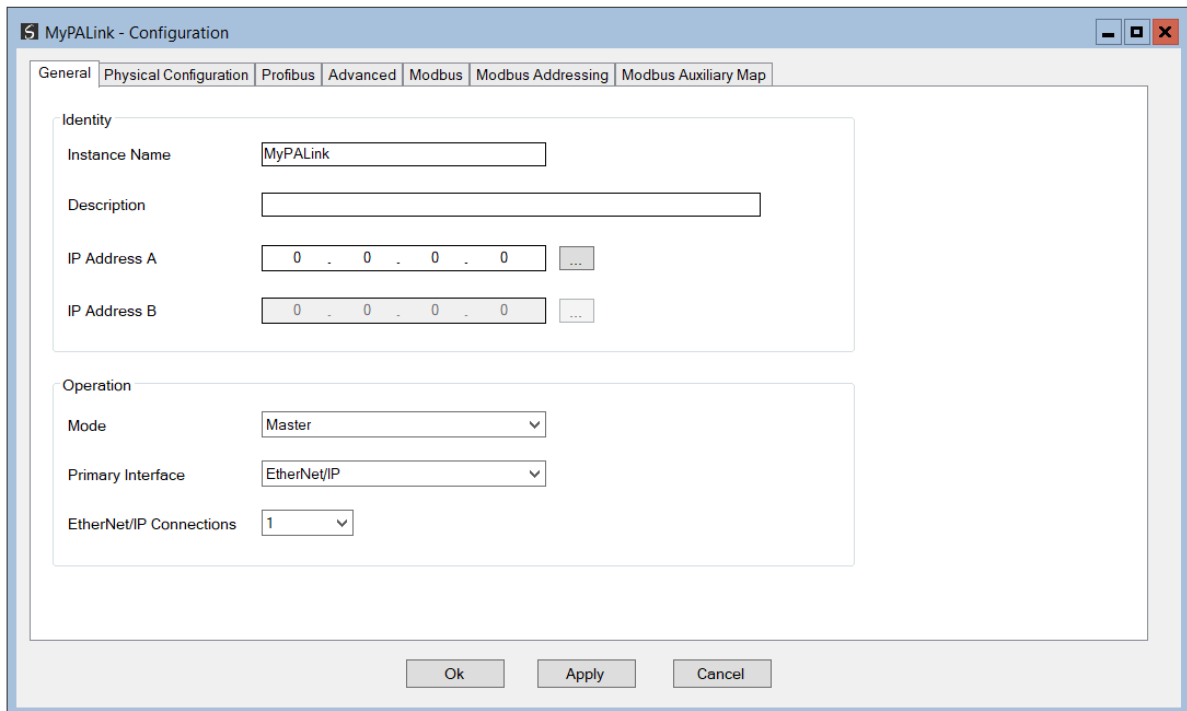 MyPALink - Configuration
General Physical Configuration Profibus Advanced Modbus Modbus Addressing Modbus Auxiliary Map
Identity
Instance Name MyPALink
Description
IP Address A 0 . 0 . 0 . 0 ...
IP Address B 0 . 0 . 0 . 0 ...
Operation
Mode Master
Primary Interface EtherNet/IP
EtherNet/IP Connections 1
Ok Apply Cancel